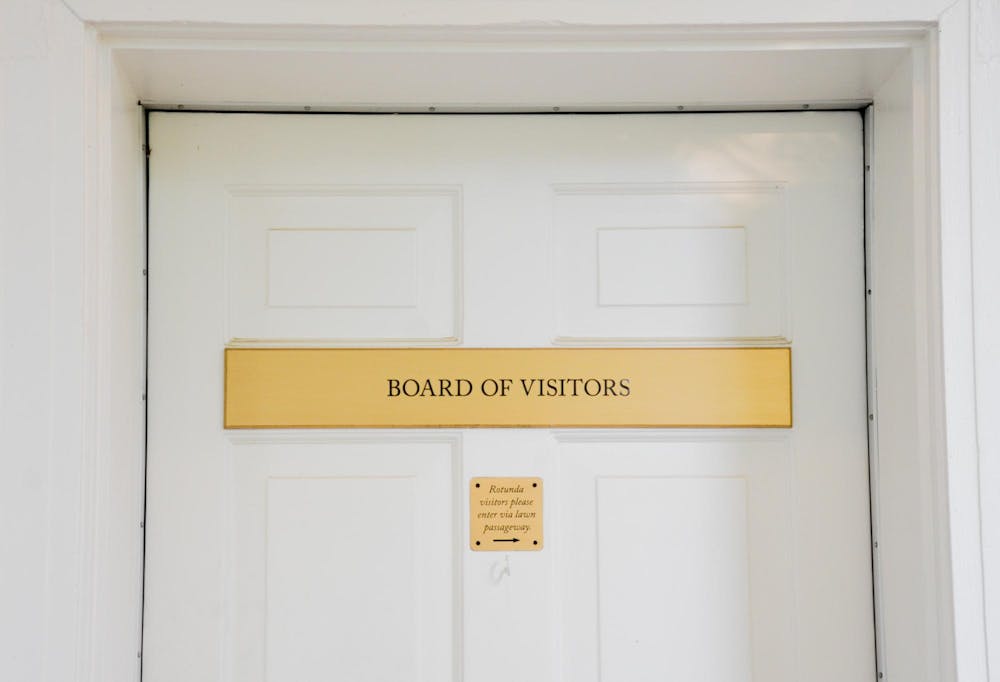 BOARD OF VISITORS
Rotunda
visitors please
enter via lawn
passageway.